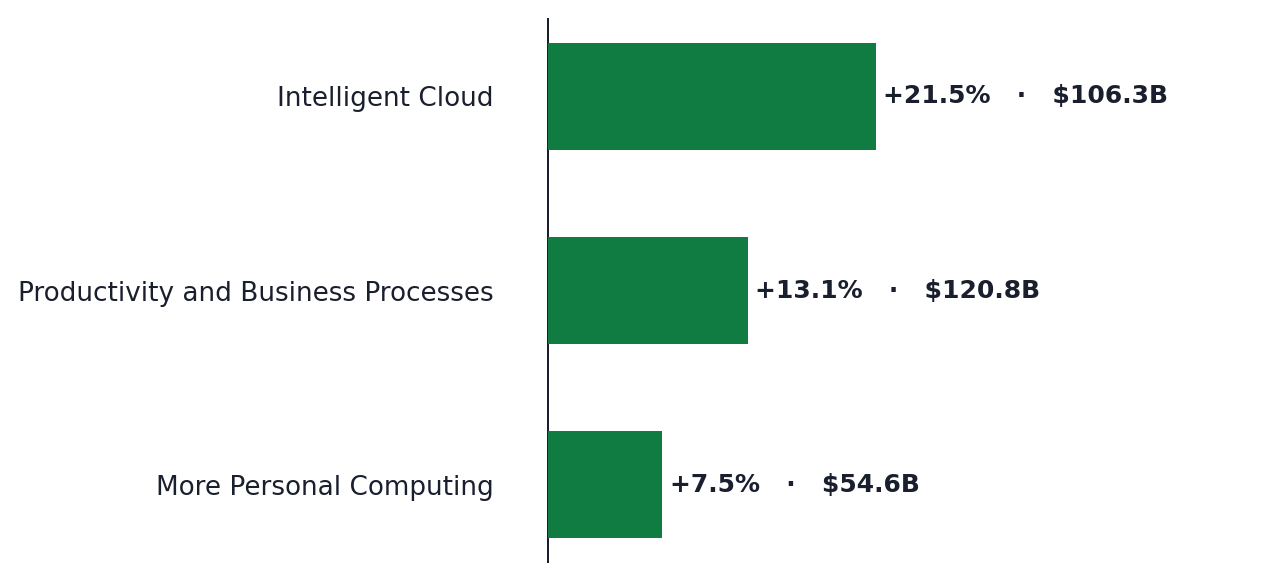 Intelligent Cloud +21.5% · $106.3B
Productivity and Business Processes +13.1% · $120.8B
More Personal Computing +7.5% · $54.6B